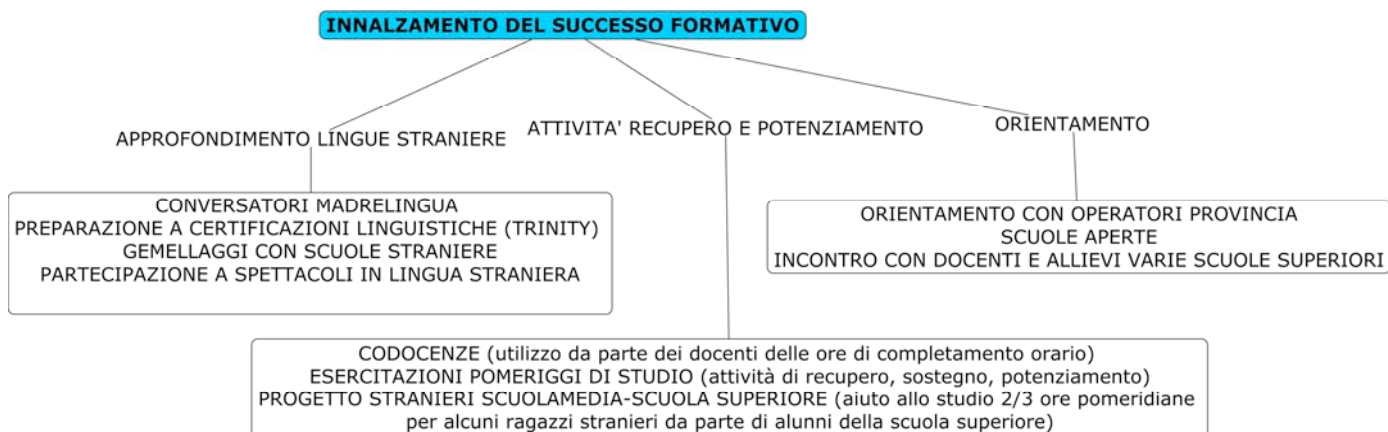 INNALZAMENTO DEL SUCCESSO FORMATIVO
APPROFONDIMENTO LINGUE STRANIERE
ATTIVITA' RECUPERO E POTENZIAMENTO
ORIENTAMENTO
CONVERSATORI MADRELINGUA
PREPARAZIONE A CERTIFICAZIONI LINGUISTICHE (TRINITY)
GEMELLAGGI CON SCUOLE STRANIERE
PARTECIPAZIONE A SPETTACOLI IN LINGUA STRANIERA
ORIENTAMENTO CON OPERATORI PROVINCIA
SCUOLE APERTE
INCONTRO CON DOCENTI E ALLIEVI VARIE SCUOLE SUPERIORI
CODOCENZE (utilizzo da parte dei docenti delle ore di completamento orario)
ESERCITAZIONI POMERIGGI DI STUDIO (attività di recupero, sostegno, potenziamento)
PROGETTO STRANIERI SCUOLAMEDIA-SCUOLA SUPERIORE (aiuto allo studio 2/3 ore pomeridiane
per alcuni ragazzi stranieri da parte di alunni della scuola superiore)